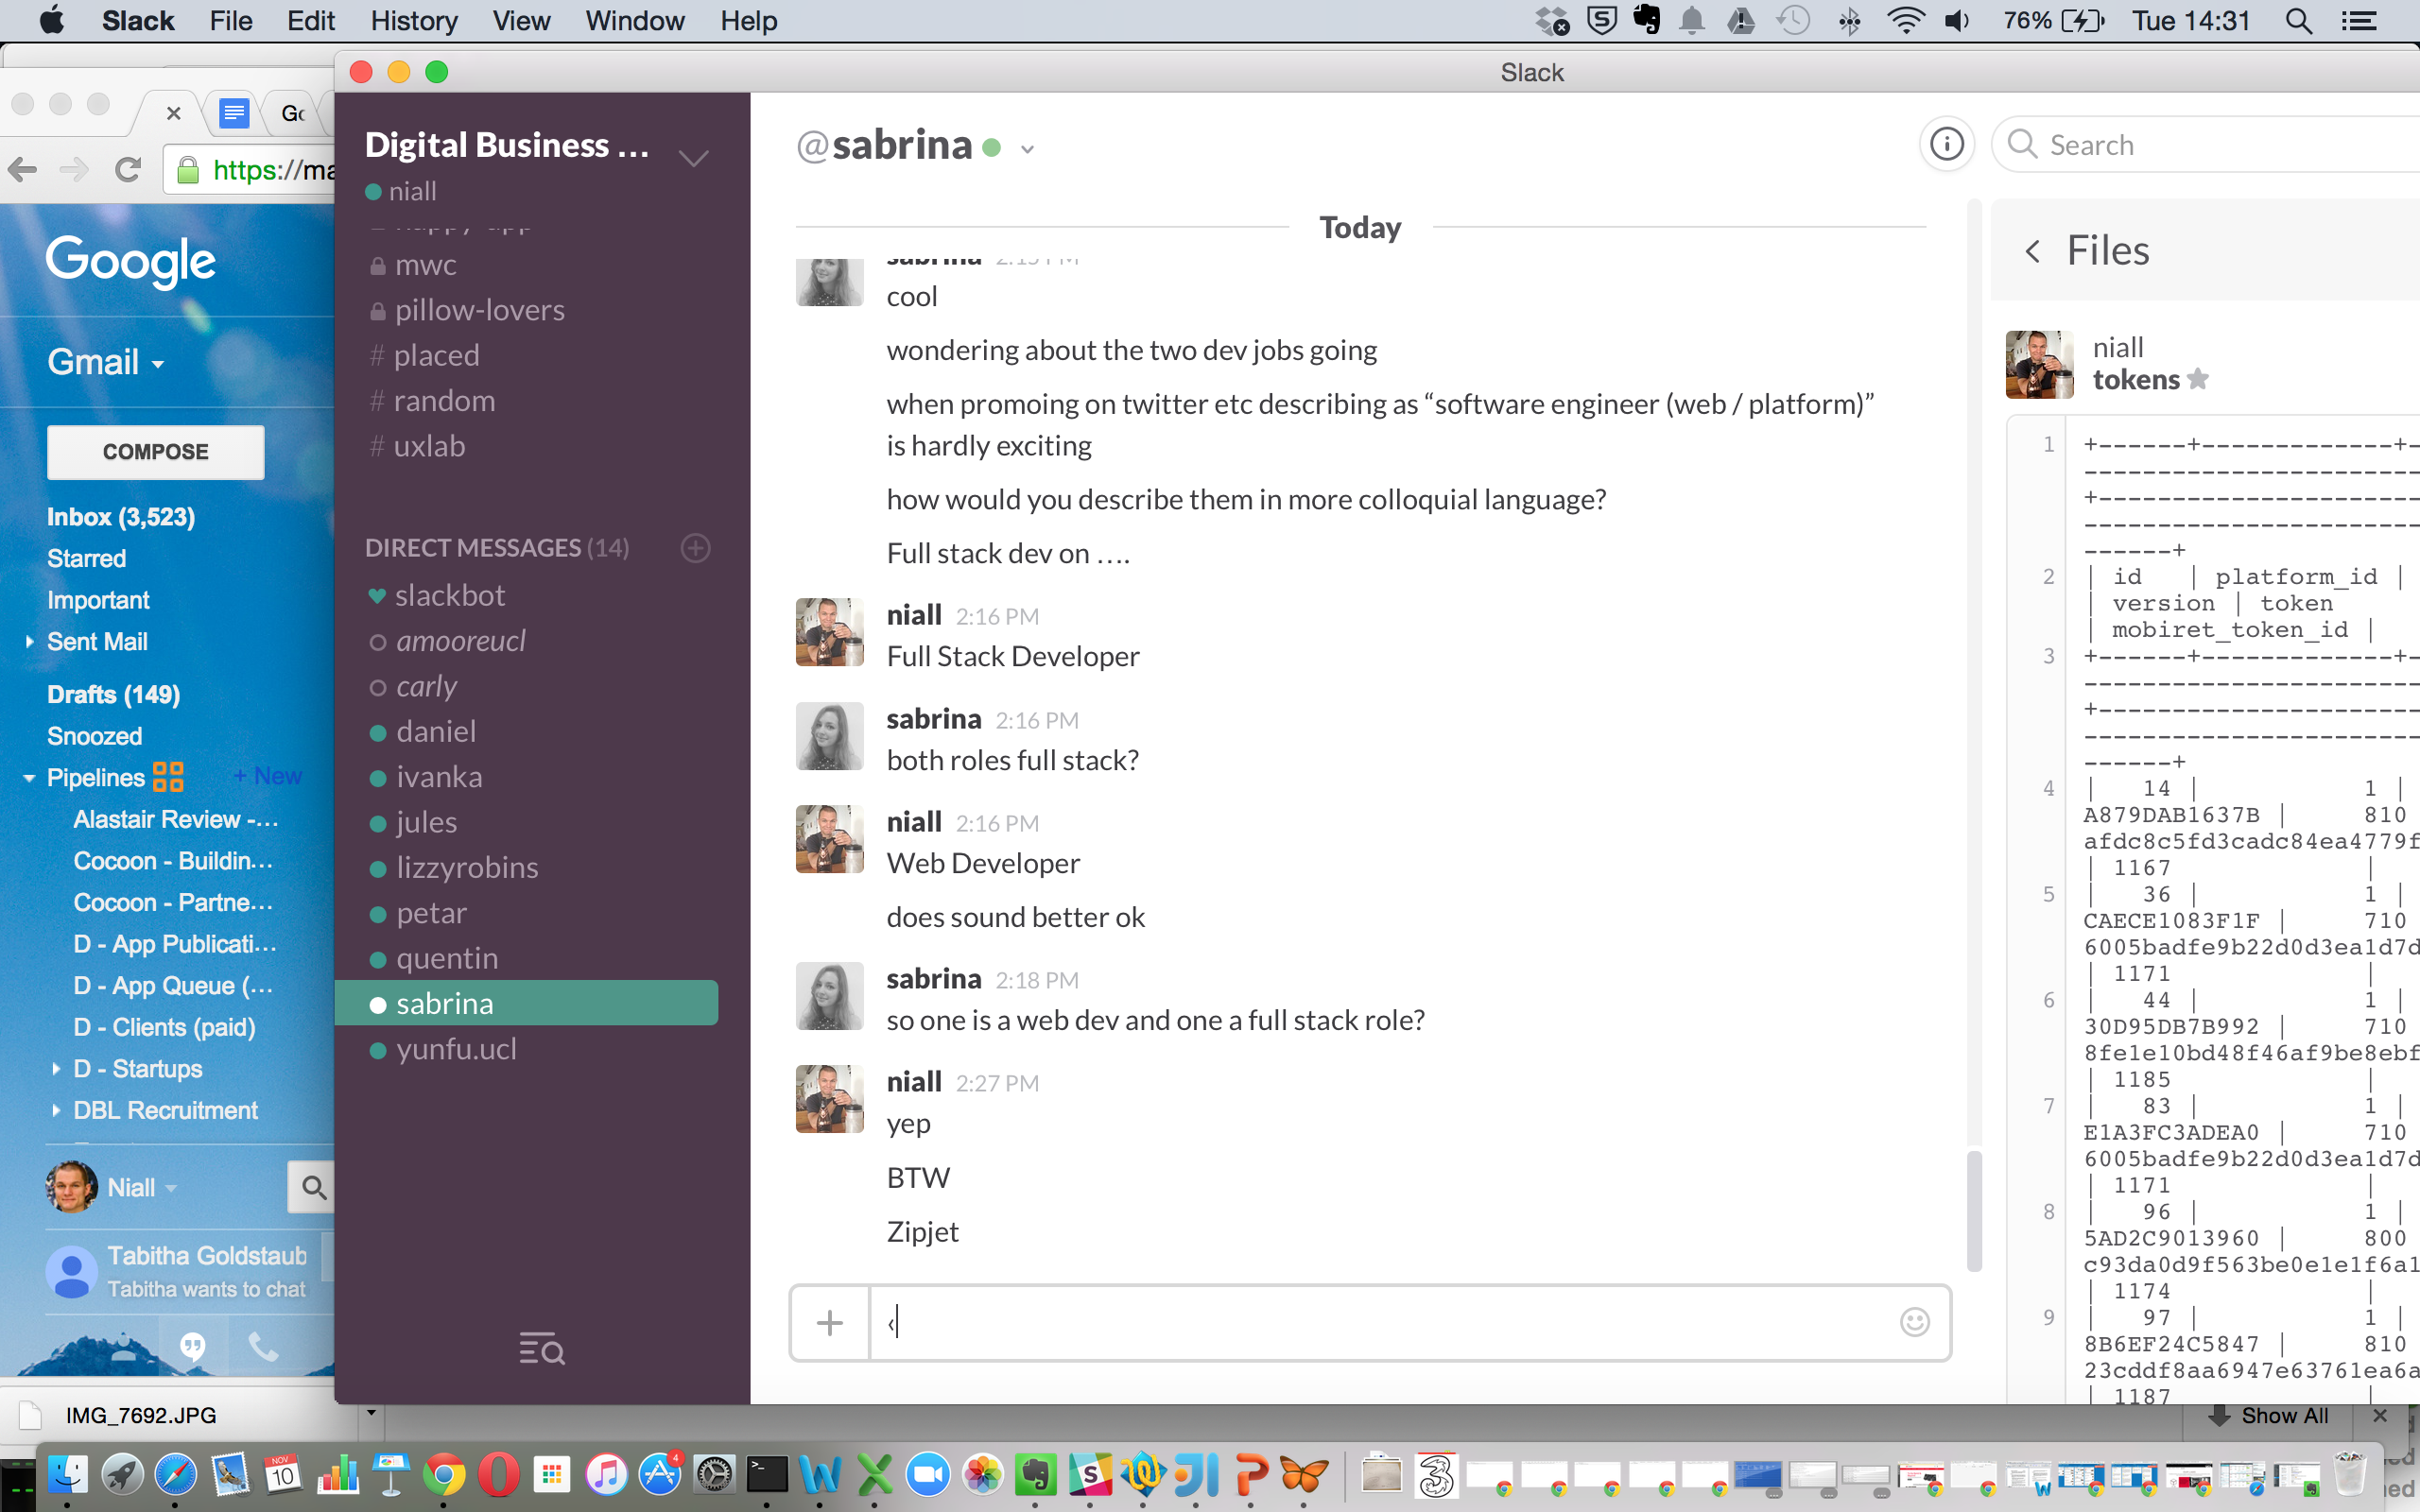 Slack File Edit History View Window Help
76% Tue 14:31
Slack
Go
https://ma
Google
Gmail
COMPOSE
Inbox (3,523)
Starred
Important
Sent Mail
Drafts (149)
Snoozed
Pipelines + New
Alastair Review -...
Cocoon - Buildin...
Cocoon - Partne...
D - App Publicati...
D - App Queue (...
D - Clients (paid)
D - Startups
DBL Recruitment
Niall
Tabitha Goldstaub
Tabitha wants to chat
IMG_7692.JPG
Digital Business ...
niall
happy-app
mwc
pillow-lovers
# placed
# random
# uxlab
DIRECT MESSAGES (14)
slackbot
amooreucl
carly
daniel
ivanka
jules
lizzyrobins
petar
quentin
sabrina
yunfu.ucl
@sabrina
Today
sabrina 2:15 PM
cool
wondering about the two dev jobs going
when promoing on twitter etc describing as “software engineer (web / platform)”
is hardly exciting
how would you describe them in more colloquial language?
Full stack dev on ….
niall 2:16 PM
Full Stack Developer
sabrina 2:16 PM
both roles full stack?
niall 2:16 PM
Web Developer
does sound better ok
sabrina 2:18 PM
so one is a web dev and one a full stack role?
niall 2:27 PM
yep
BTW
Zipjet
‹
Search
Files
niall
tokens
1 +------+-------------+-
-----------------------
+----------------------
-----------------------
------+
2 | id | platform_id |
| version | token
| mobiret_token_id |
3 +------+-------------+-
-----------------------
+----------------------
-----------------------
------+
4 | 14 | 1 |
A879DAB1637B | 810
afdc8c5fd3cadc84ea4779f
| 1167 |
5 | 36 | 1 |
CAECE1083F1F | 710
6005badfe9b22d0d3ea1d7d
| 1171 |
6 | 44 | 1 |
30D95DB7B992 | 710
8fe1e10bd48f46af9be8ebf
| 1185 |
7 | 83 | 1 |
E1A3FC3ADEA0 | 710
6005badfe9b22d0d3ea1d7d
| 1171 |
8 | 96 | 1 |
5AD2C9013960 | 800
c93da0d9f563be0e1e1f6a1
| 1174 |
9 | 97 | 1 |
8B6EF24C5847 | 810
23cddf8aa6947e63761ea6a
| 1187 |
Show All
NOV
10
4